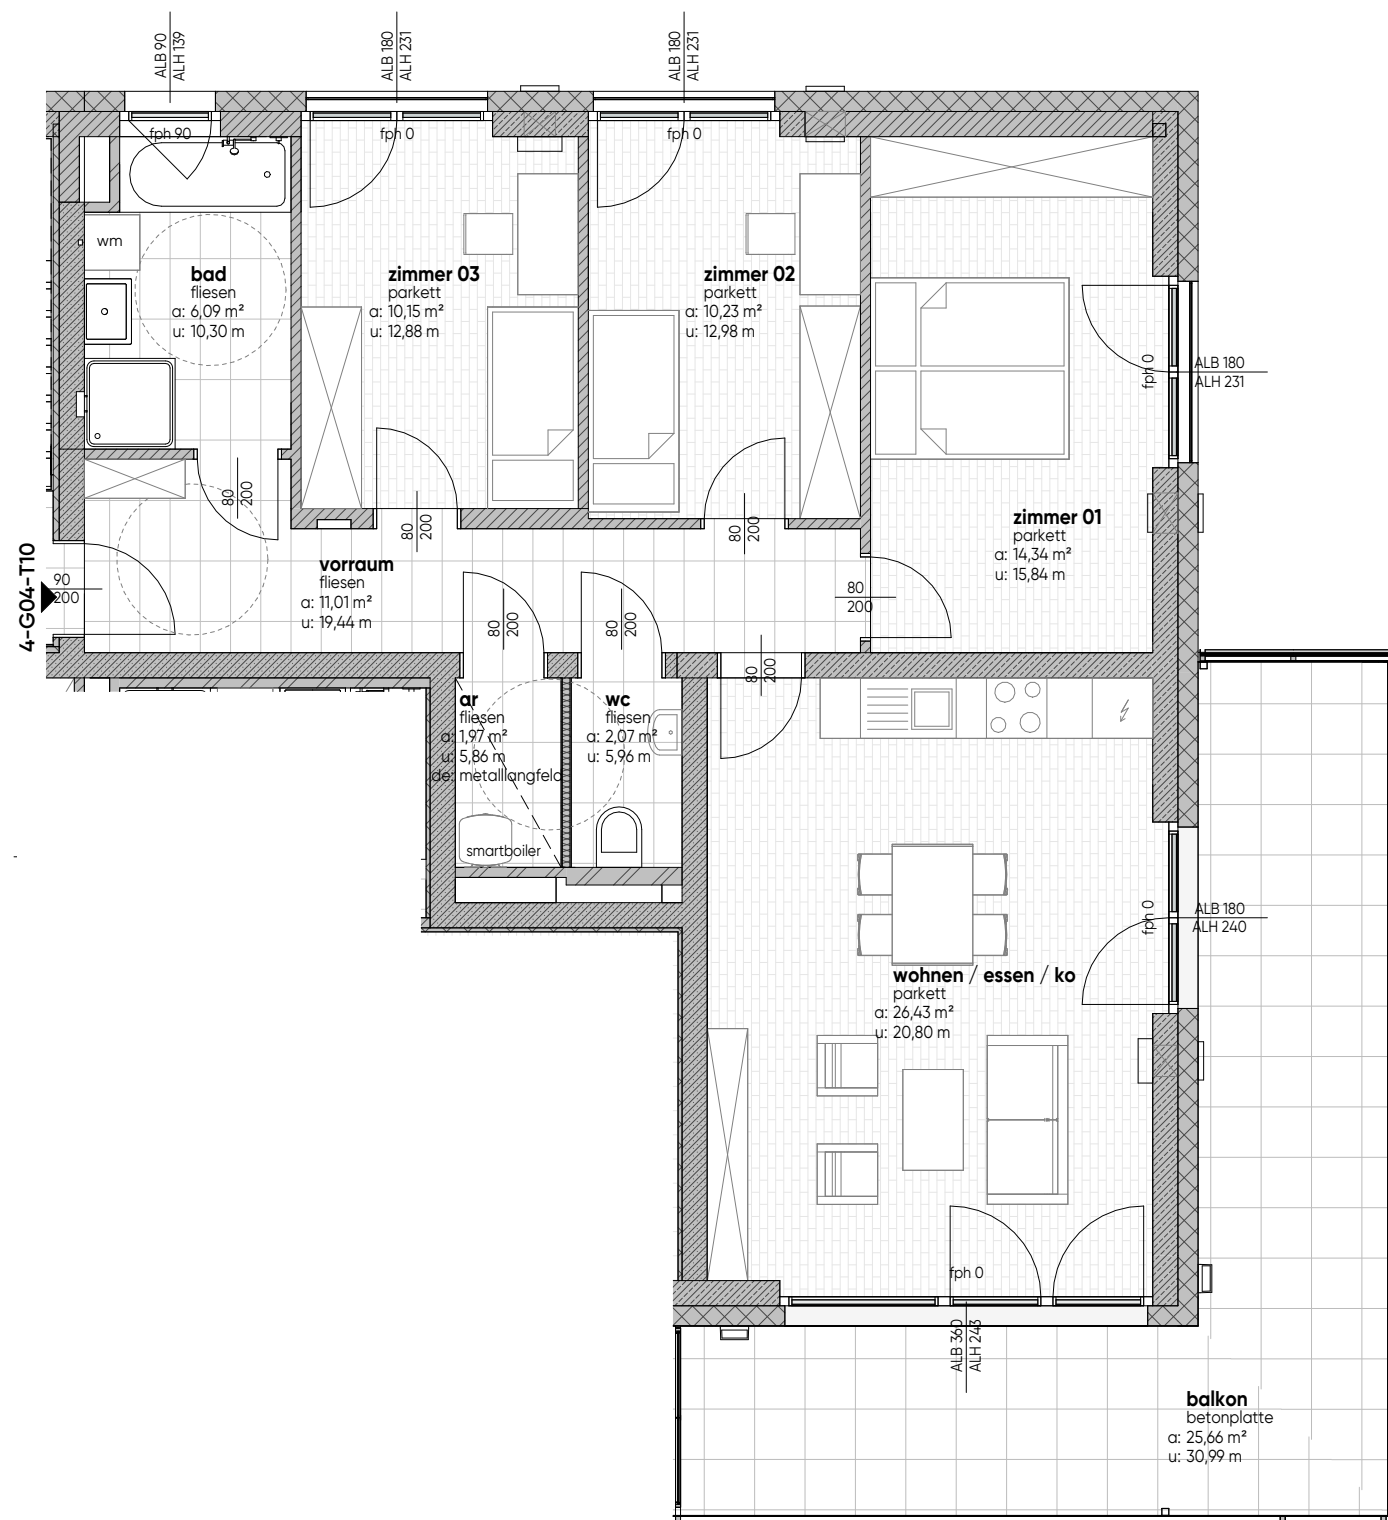 ALB 90
ALH 139
ALB 180
ALH 231
ALB 180
ALH 231
fph 90
fph 0
fph 0
wm
bad
fliesen
a: 6,09 m²
u: 10,30 m
zimmer 03
parkett
a: 10,15 m²
u: 12,88 m
zimmer 02
parkett
a: 10,23 m²
u: 12,98 m
fph 0
ALB 180
ALH 231
80
200
80
200
80
200
zimmer 01
parkett
a: 14,34 m²
u: 15,84 m
4-G04-T10
90
200
vorraum
fliesen
a: 11,01 m²
u: 19,44 m
80
200
80
200
80
200
80
200
ar
fliesen
a: 1,97 m²
u: 5,86 m
de: metalllangfeld
smartboiler
wc
fliesen
a: 2,07 m²
u: 5,96 m
fph 0
ALB 180
ALH 240
wohnen / essen / ko
parkett
a: 26,43 m²
u: 20,80 m
fph 0
ALB 360
ALH 243
balkon
betonplatte
a: 25,66 m²
u: 30,99 m